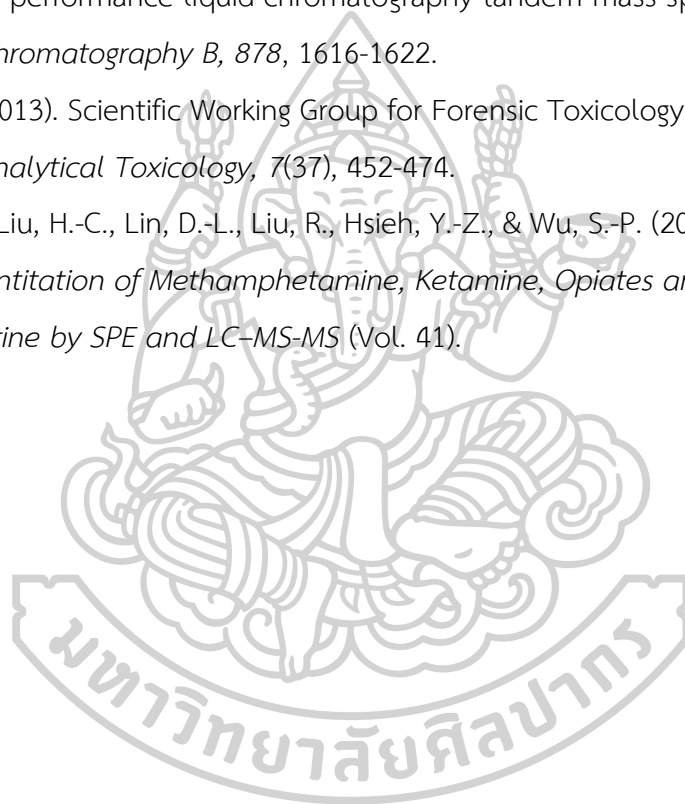 performance liquid chromatography tandem mass sp
hromatography B, 878, 1616-1622.
013). Scientific Working Group for Forensic Toxicology
nalytical Toxicology, 7(37), 452-474.
Liu, H.-C., Lin, D.-L., Liu, R., Hsieh, Y.-Z., & Wu, S.-P. (20
ntitation of Methamphetamine, Ketamine, Opiates an
rine by SPE and LC–MS-MS (Vol. 41).
มหาวิทยาลัยศิลปากร